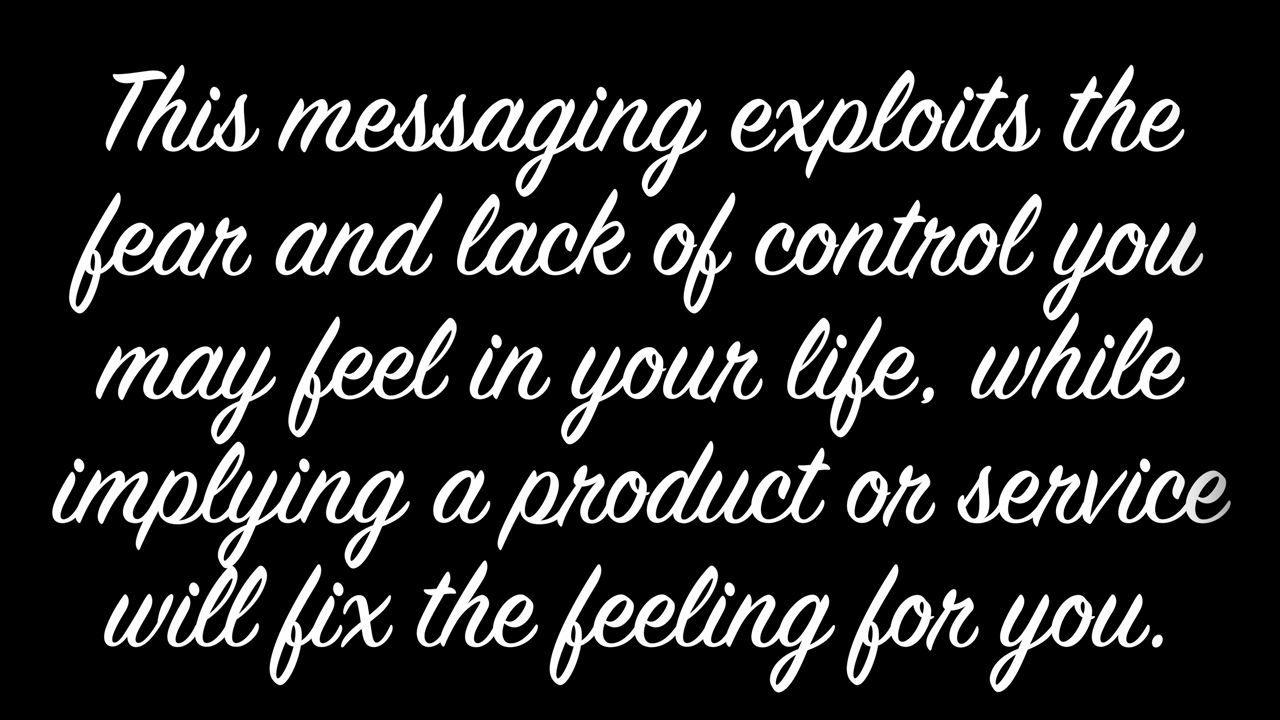 This messaging exploits the
fear and lack of control you
may feel in your life, while
implying a product or service
will fix the feeling for you.